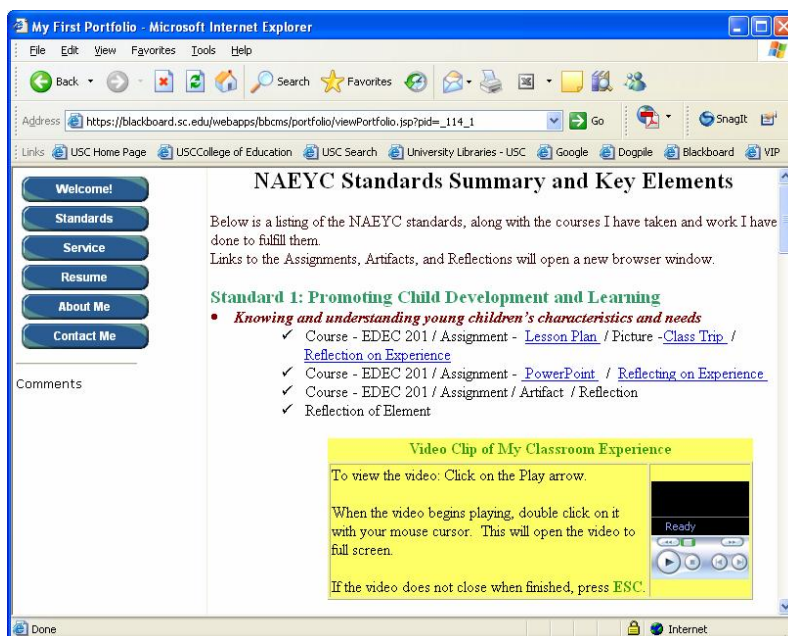 My First Portfolio - Microsoft Internet Explorer
File Edit View Favorites Tools Help
Back Search Favorites
Address https://blackboard.sc.edu/webapps/bbcms/portfolio/viewPortfolio.jsp?pid=_114_1 Go SnagIt
Links USC Home Page USCCollege of Education USC Search University Libraries - USC Google Dogpile Blackboard VIP
Welcome!
Standards
Service
Resume
About Me
Contact Me
Comments
NAEYC Standards Summary and Key Elements
Below is a listing of the NAEYC standards, along with the courses I have taken and work I have
done to fulfill them.
Links to the Assignments, Artifacts, and Reflections will open a new browser window.
Standard 1: Promoting Child Development and Learning
• Knowing and understanding young children's characteristics and needs
✓ Course - EDEC 201 / Assignment - Lesson Plan / Picture -Class Trip /
Reflection on Experience
✓ Course - EDEC 201 / Assignment - PowerPoint / Reflecting on Experience
✓ Course - EDEC 201 / Assignment / Artifact / Reflection
✓ Reflection of Element
Video Clip of My Classroom Experience
To view the video: Click on the Play arrow.
When the video begins playing, double click on it
with your mouse cursor. This will open the video to
full screen.
If the video does not close when finished, press ESC.
Ready
Done Internet